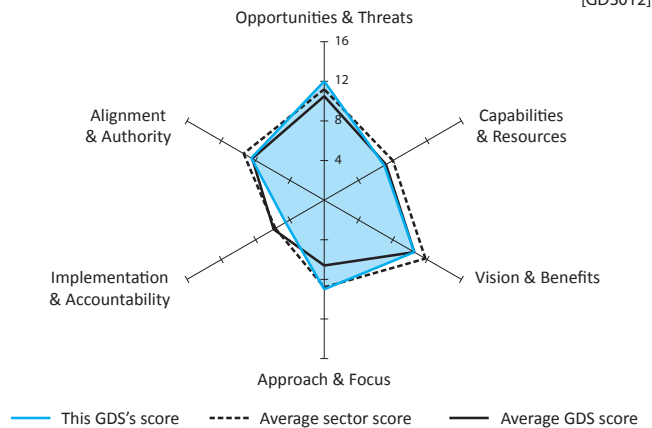 Opportunities & Threats
16
12
8
4
Alignment
& Authority
Capabilities
& Resources
Implementation
& Accountability
Vision & Benefits
Approach & Focus
This GDS's score
Average sector score
Average GDS score